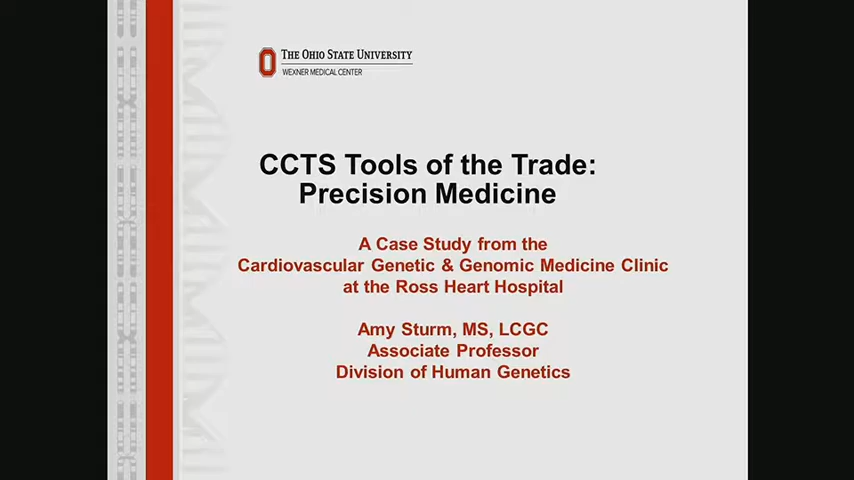 THE OHIO STATE UNIVERSITY
WEXNER MEDICAL CENTER
CCTS Tools of the Trade:
Precision Medicine
A Case Study from the
Cardiovascular Genetic & Genomic Medicine Clinic
at the Ross Heart Hospital
Amy Sturm, MS, LCGC
Associate Professor
Division of Human Genetics